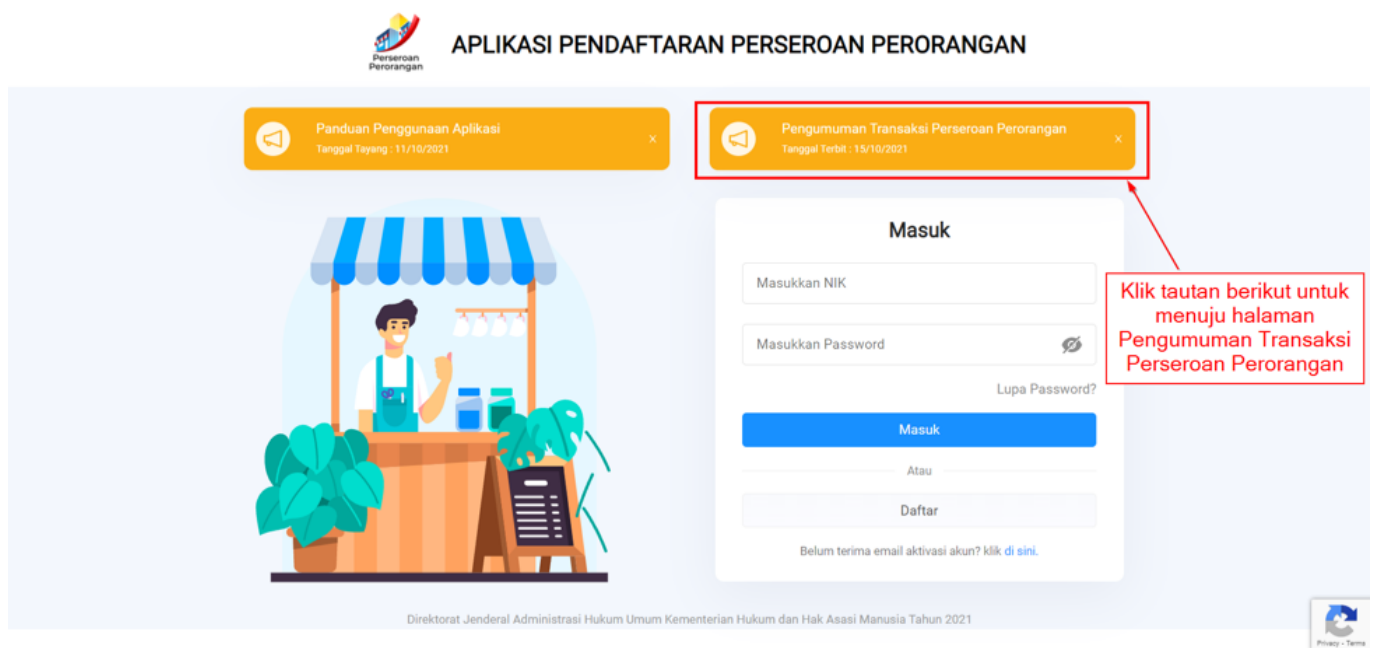 Perseroan
Perorangan
APLIKASI PENDAFTARAN PERSEROAN PERORANGAN
Panduan Penggunaan Aplikasi
Tanggal Tayang : 11/10/2021
×
Pengumuman Transaksi Perseroan Perorangan
Tanggal Terbit : 15/10/2021
×
Masuk
Masukkan NIK
Masukkan Password
Lupa Password?
Masuk
Atau
Daftar
Belum terima email aktivasi akun? klik di sini.
Klik tautan berikut untuk
menuju halaman
Pengumuman Transaksi
Perseroan Perorangan
Direktorat Jenderal Administrasi Hukum Umum Kementerian Hukum dan Hak Asasi Manusia Tahun 2021
Privacy - Terms